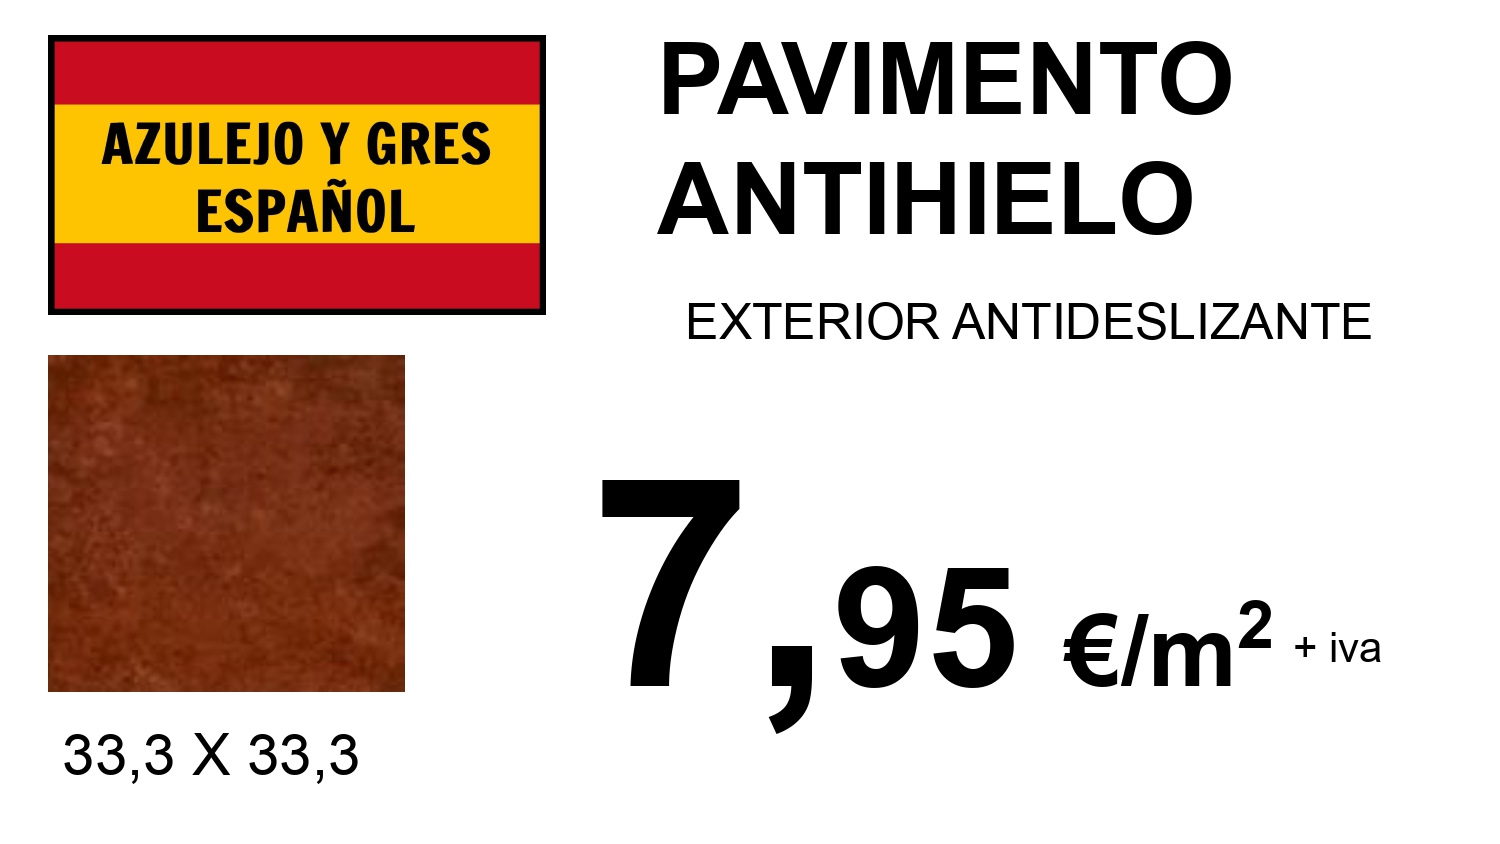 AZULEJO Y GRES
ESPAÑOL
PAVIMENTO
ANTIHIELO
EXTERIOR ANTIDESLIZANTE
7,95 €/m² + iva
33,3 X 33,3